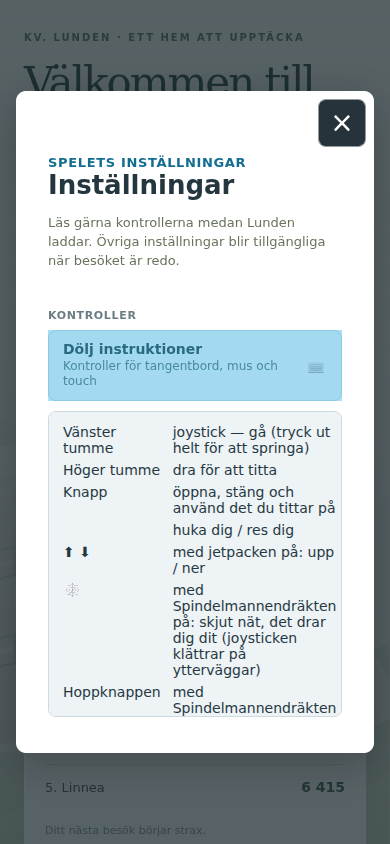 KV. LUNDEN · ETT HEM ATT UPPTÄCKA
Välkommen till
SPELETS INSTÄLLNINGAR
Inställningar
Läs gärna kontrollerna medan Lunden
laddar. Övriga inställningar blir tillgängliga
när besöket är redo.
KONTROLLER
Dölj instruktioner
Kontroller för tangentbord, mus och
touch
Vänster tumme joystick — gå (tryck ut helt för att springa)
Höger tumme dra för att titta
Knapp öppna, stäng och använd det du tittar på
huka dig / res dig
⬆ ⬇ med jetpacken på: upp / ner
🕸 med Spindelmannendräkten på: skjut nät, det drar dig dit (joysticken klättrar på ytterväggar)
Hoppknappen med Spindelmannendräkten
5. Linnea 6 415
Ditt nästa besök börjar strax.